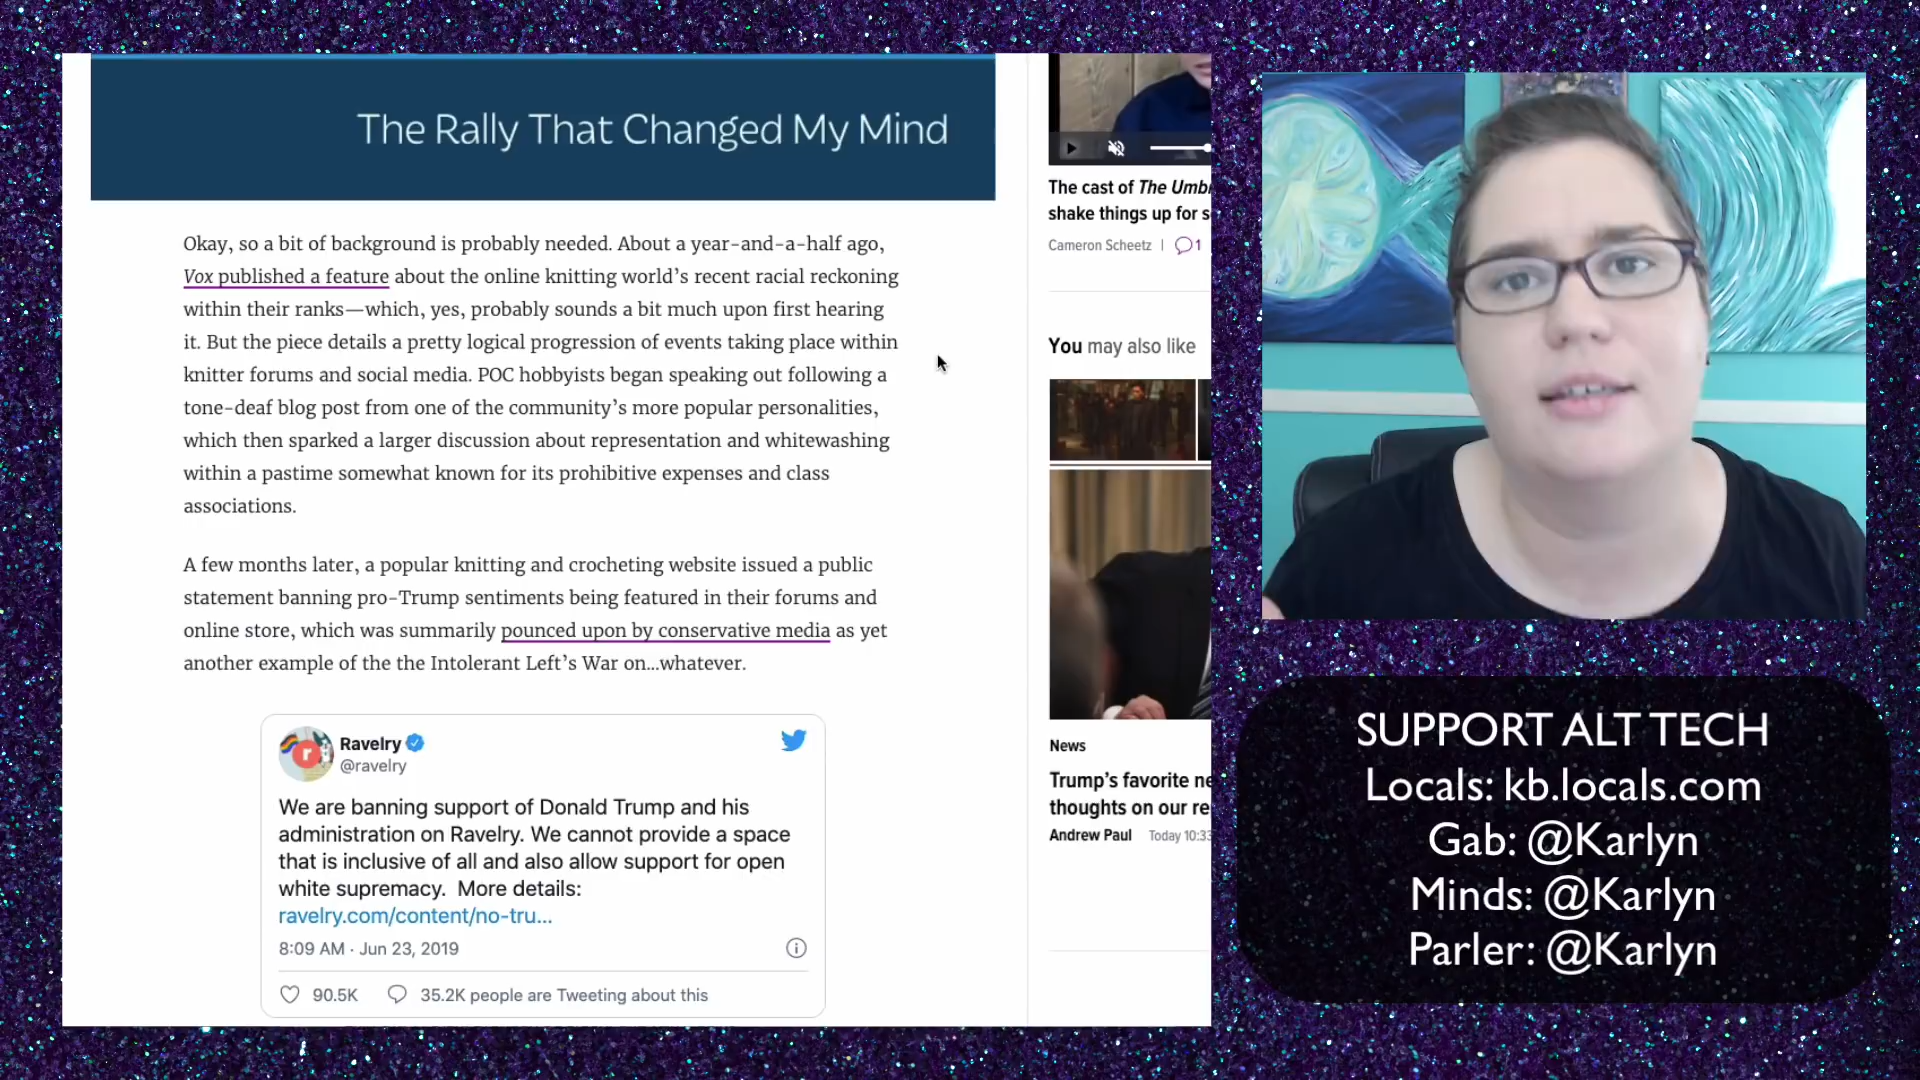 The Rally That Changed My Mind
Okay, so a bit of background is probably needed. About a year-and-a-half ago,
Vox published a feature about the online knitting world's recent racial reckoning
within their ranks—which, yes, probably sounds a bit much upon first hearing
it. But the piece details a pretty logical progression of events taking place within
knitter forums and social media. POC hobbyists began speaking out following a
tone-deaf blog post from one of the community's more popular personalities,
which then sparked a larger discussion about representation and whitewashing
within a pastime somewhat known for its prohibitive expenses and class
associations.
A few months later, a popular knitting and crocheting website issued a public
statement banning pro-Trump sentiments being featured in their forums and
online store, which was summarily pounced upon by conservative media as yet
another example of the the Intolerant Left's War on...whatever.
r
Ravelry
@ravelry
We are banning support of Donald Trump and his
administration on Ravelry. We cannot provide a space
that is inclusive of all and also allow support for open
white supremacy. More details:
ravelry.com/content/no-tru...
8:09 AM · Jun 23, 2019
90.5K 35.2K people are Tweeting about this
The cast of The Umb
shake things up for s
Cameron Scheetz | 1
You may also like
News
Trump's favorite ne
thoughts on our re
Andrew Paul Today 10:33
SUPPORT ALT TECH
Locals: kb.locals.com
Gab: @Karlyn
Minds: @Karlyn
Parler: @Karlyn